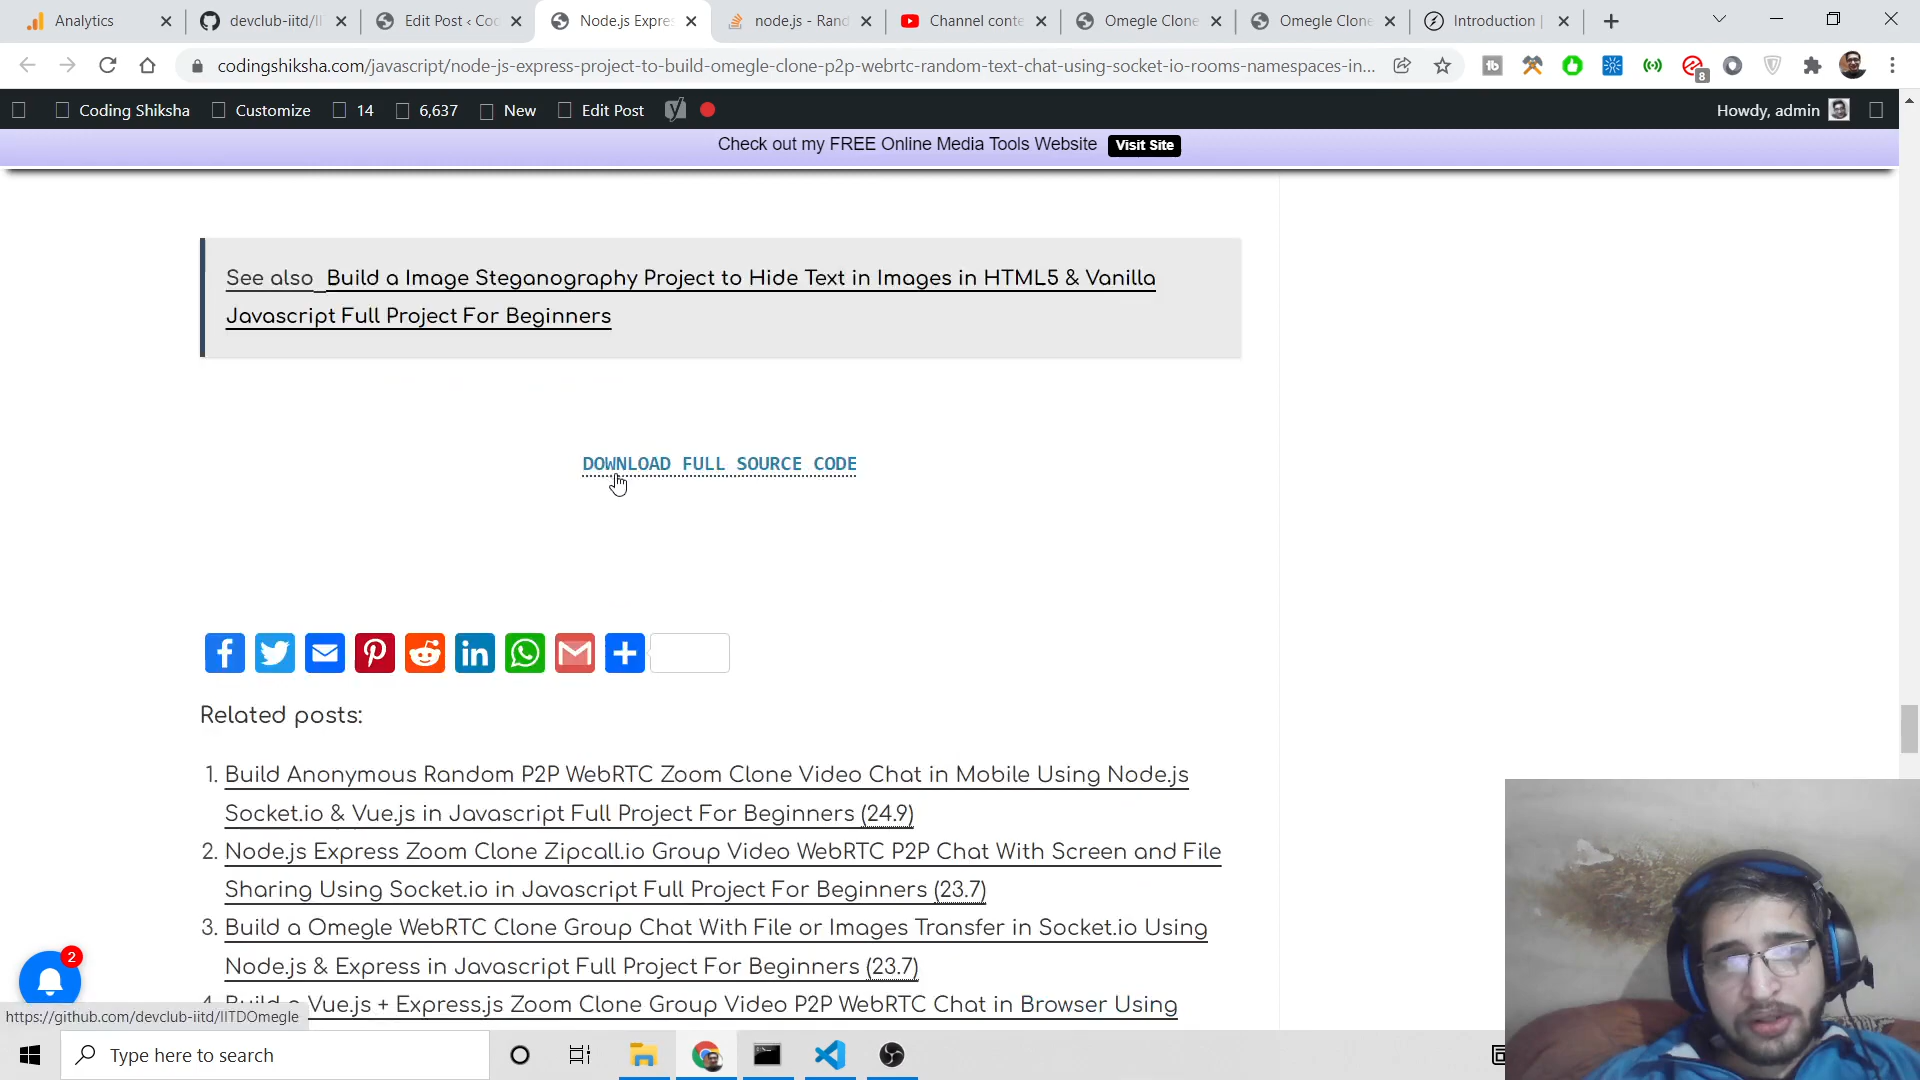 Analytics
devclub-iitd/II
Edit Post ‹ Coc
Node.js Expres
node.js - Rand
Channel conte
Omegle Clone
Omegle Clone
Introduction |
codingshiksha.com/javascript/node-js-express-project-to-build-omegle-clone-p2p-webrtc-random-text-chat-using-socket-io-rooms-namespaces-in...
tb
8
Coding Shiksha
Customize
14
6,637
New
Edit Post
Howdy, admin
Check out my FREE Online Media Tools Website Visit Site
See also Build a Image Steganography Project to Hide Text in Images in HTML5 & Vanilla
Javascript Full Project For Beginners
DOWNLOAD FULL SOURCE CODE
Related posts:
1. Build Anonymous Random P2P WebRTC Zoom Clone Video Chat in Mobile Using Node.js
Socket.io & Vue.js in Javascript Full Project For Beginners (24.9)
2. Node.js Express Zoom Clone Zipcall.io Group Video WebRTC P2P Chat With Screen and File
Sharing Using Socket.io in Javascript Full Project For Beginners (23.7)
3. Build a Omegle WebRTC Clone Group Chat With File or Images Transfer in Socket.io Using
Node.js & Express in Javascript Full Project For Beginners (23.7)
4. Build a Vue.js + Express.js Zoom Clone Group Video P2P WebRTC Chat in Browser Using
2
https://github.com/devclub-iitd/IITDOmegle
Type here to search